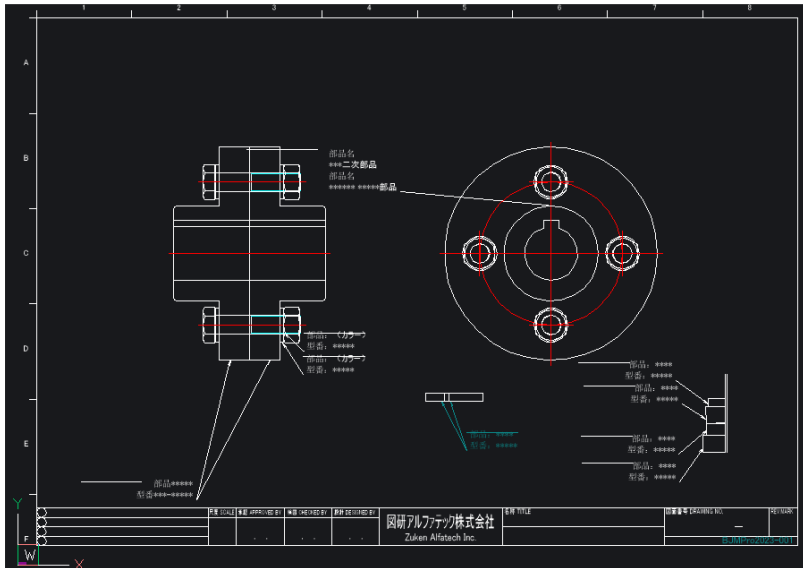 1 2 3 4 5 6 7 8
A
B
C
D
E
F
部品名
***二次部品
部品名
****** *****部品
部品: (カラー)
型番: *****
部品: (カラー)
型番: *****
部品: ****
型番: *****
部品: ****
型番: *****
部品: ****
型番: *****
部品: ****
型番: *****
部品: ****
型番: *****
部品*****
型番***-*****
尺度 SCALE
承認 APPROVED BY
検図 CHECKED BY
設計 DESIGNED BY
図研アルファテック株式会社
Zuken Alfatech Inc.
名称 TITLE
図面番号 DRAWING NO.
BJMPro2023-001
Y
W
X